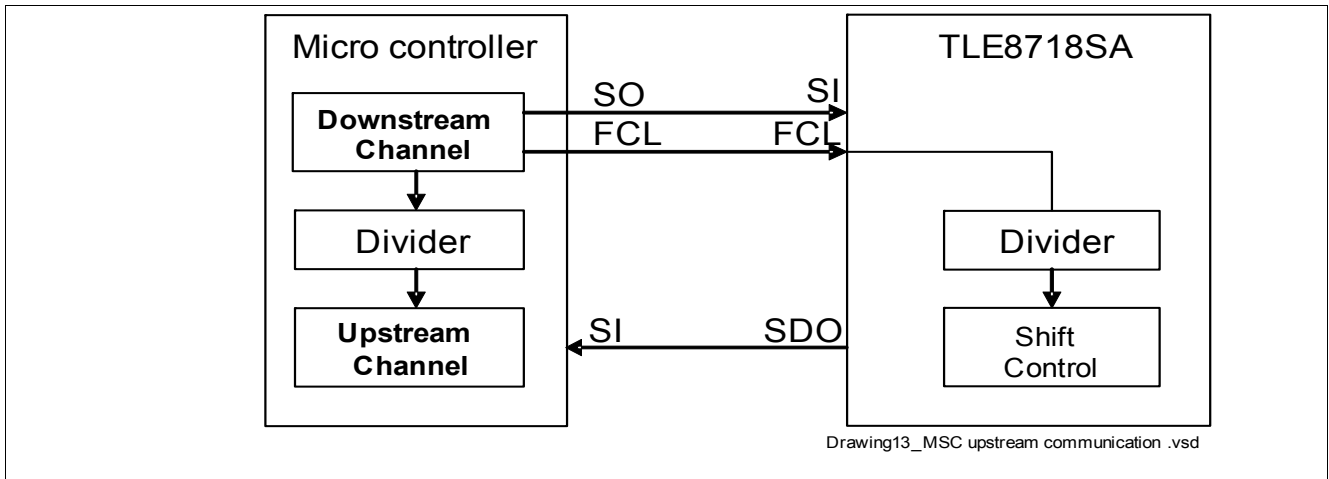 Micro controller
TLE8718SA
Downstream
Channel
SO
SI
FCL
FCL
Divider
Divider
Upstream
Channel
SI
SDO
Shift
Control
Drawing13_MSC upstream communication .vsd